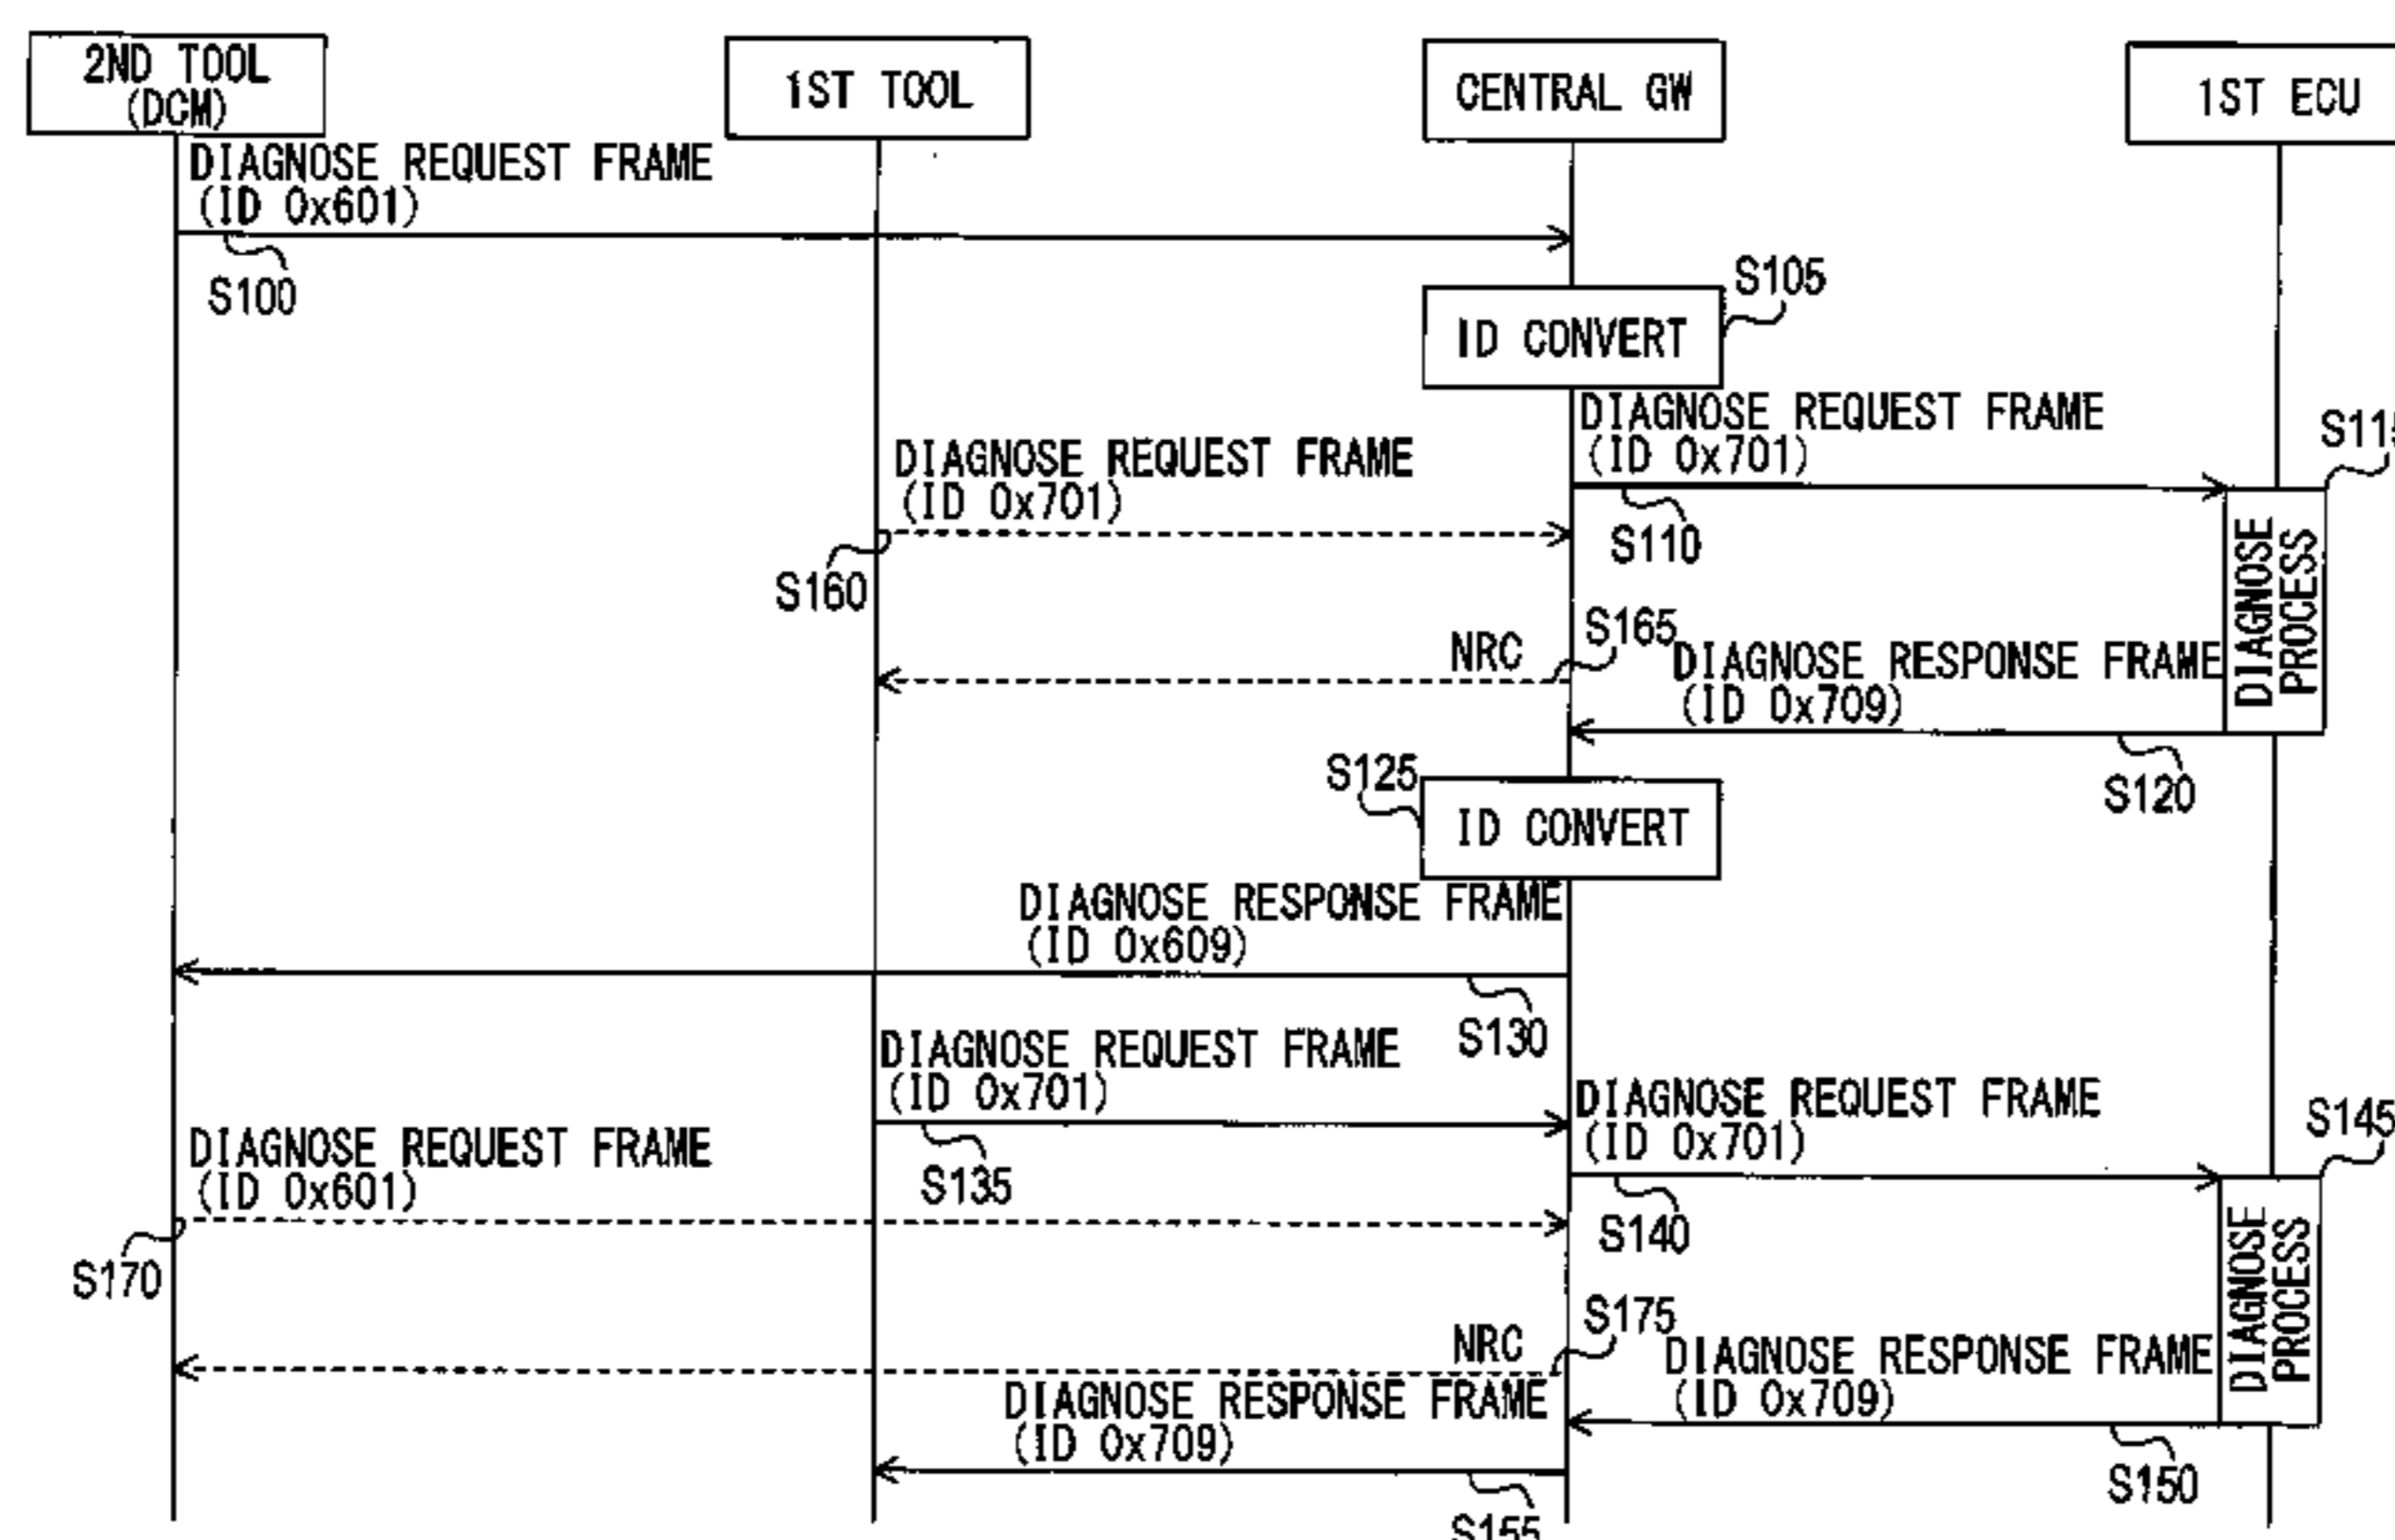 2ND TOOL
(DCM)
1ST TOOL
CENTRAL GW
1ST ECU
DIAGNOSE REQUEST FRAME
(ID 0x601)
S100
S105
ID CONVERT
DIAGNOSE REQUEST FRAME
(ID 0x701)
S115
DIAGNOSE REQUEST FRAME
(ID 0x701)
S110
S160
DIAGNOSE
PROCESS
S165
NRC
DIAGNOSE RESPONSE FRAME
(ID 0x709)
S120
S125
ID CONVERT
DIAGNOSE RESPONSE FRAME
(ID 0x609)
S130
DIAGNOSE REQUEST FRAME
(ID 0x701)
S135
DIAGNOSE REQUEST FRAME
(ID 0x701)
S145
DIAGNOSE REQUEST FRAME
(ID 0x601)
S140
S170
DIAGNOSE
PROCESS
S175
NRC
DIAGNOSE RESPONSE FRAME
(ID 0x709)
DIAGNOSE RESPONSE FRAME
(ID 0x709)
S150
S155